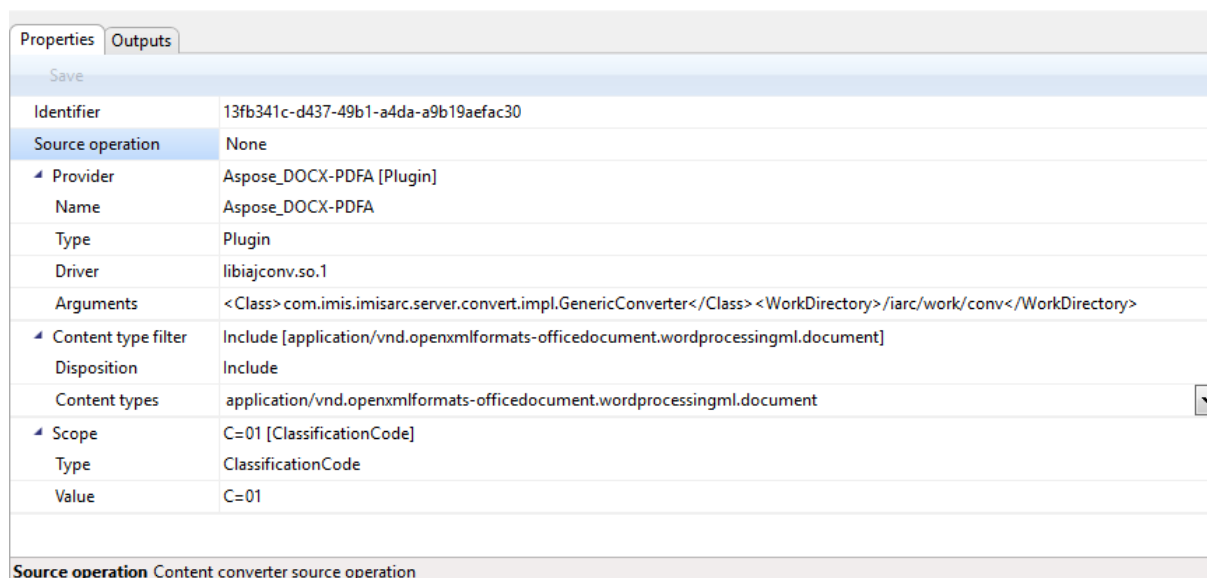 Properties Outputs
Save
Identifier 13fb341c-d437-49b1-a4da-a9b19aefac30
Source operation None
Provider Aspose_DOCX-PDFA [Plugin]
Name Aspose_DOCX-PDFA
Type Plugin
Driver libiajconv.so.1
Arguments <Class>com.imis.imisarc.server.convert.impl.GenericConverter</Class><WorkDirectory>/iarc/work/conv</WorkDirectory>
Content type filter Include [application/vnd.openxmlformats-officedocument.wordprocessingml.document]
Disposition Include
Content types application/vnd.openxmlformats-officedocument.wordprocessingml.document
Scope C=01 [ClassificationCode]
Type ClassificationCode
Value C=01
Source operation Content converter source operation